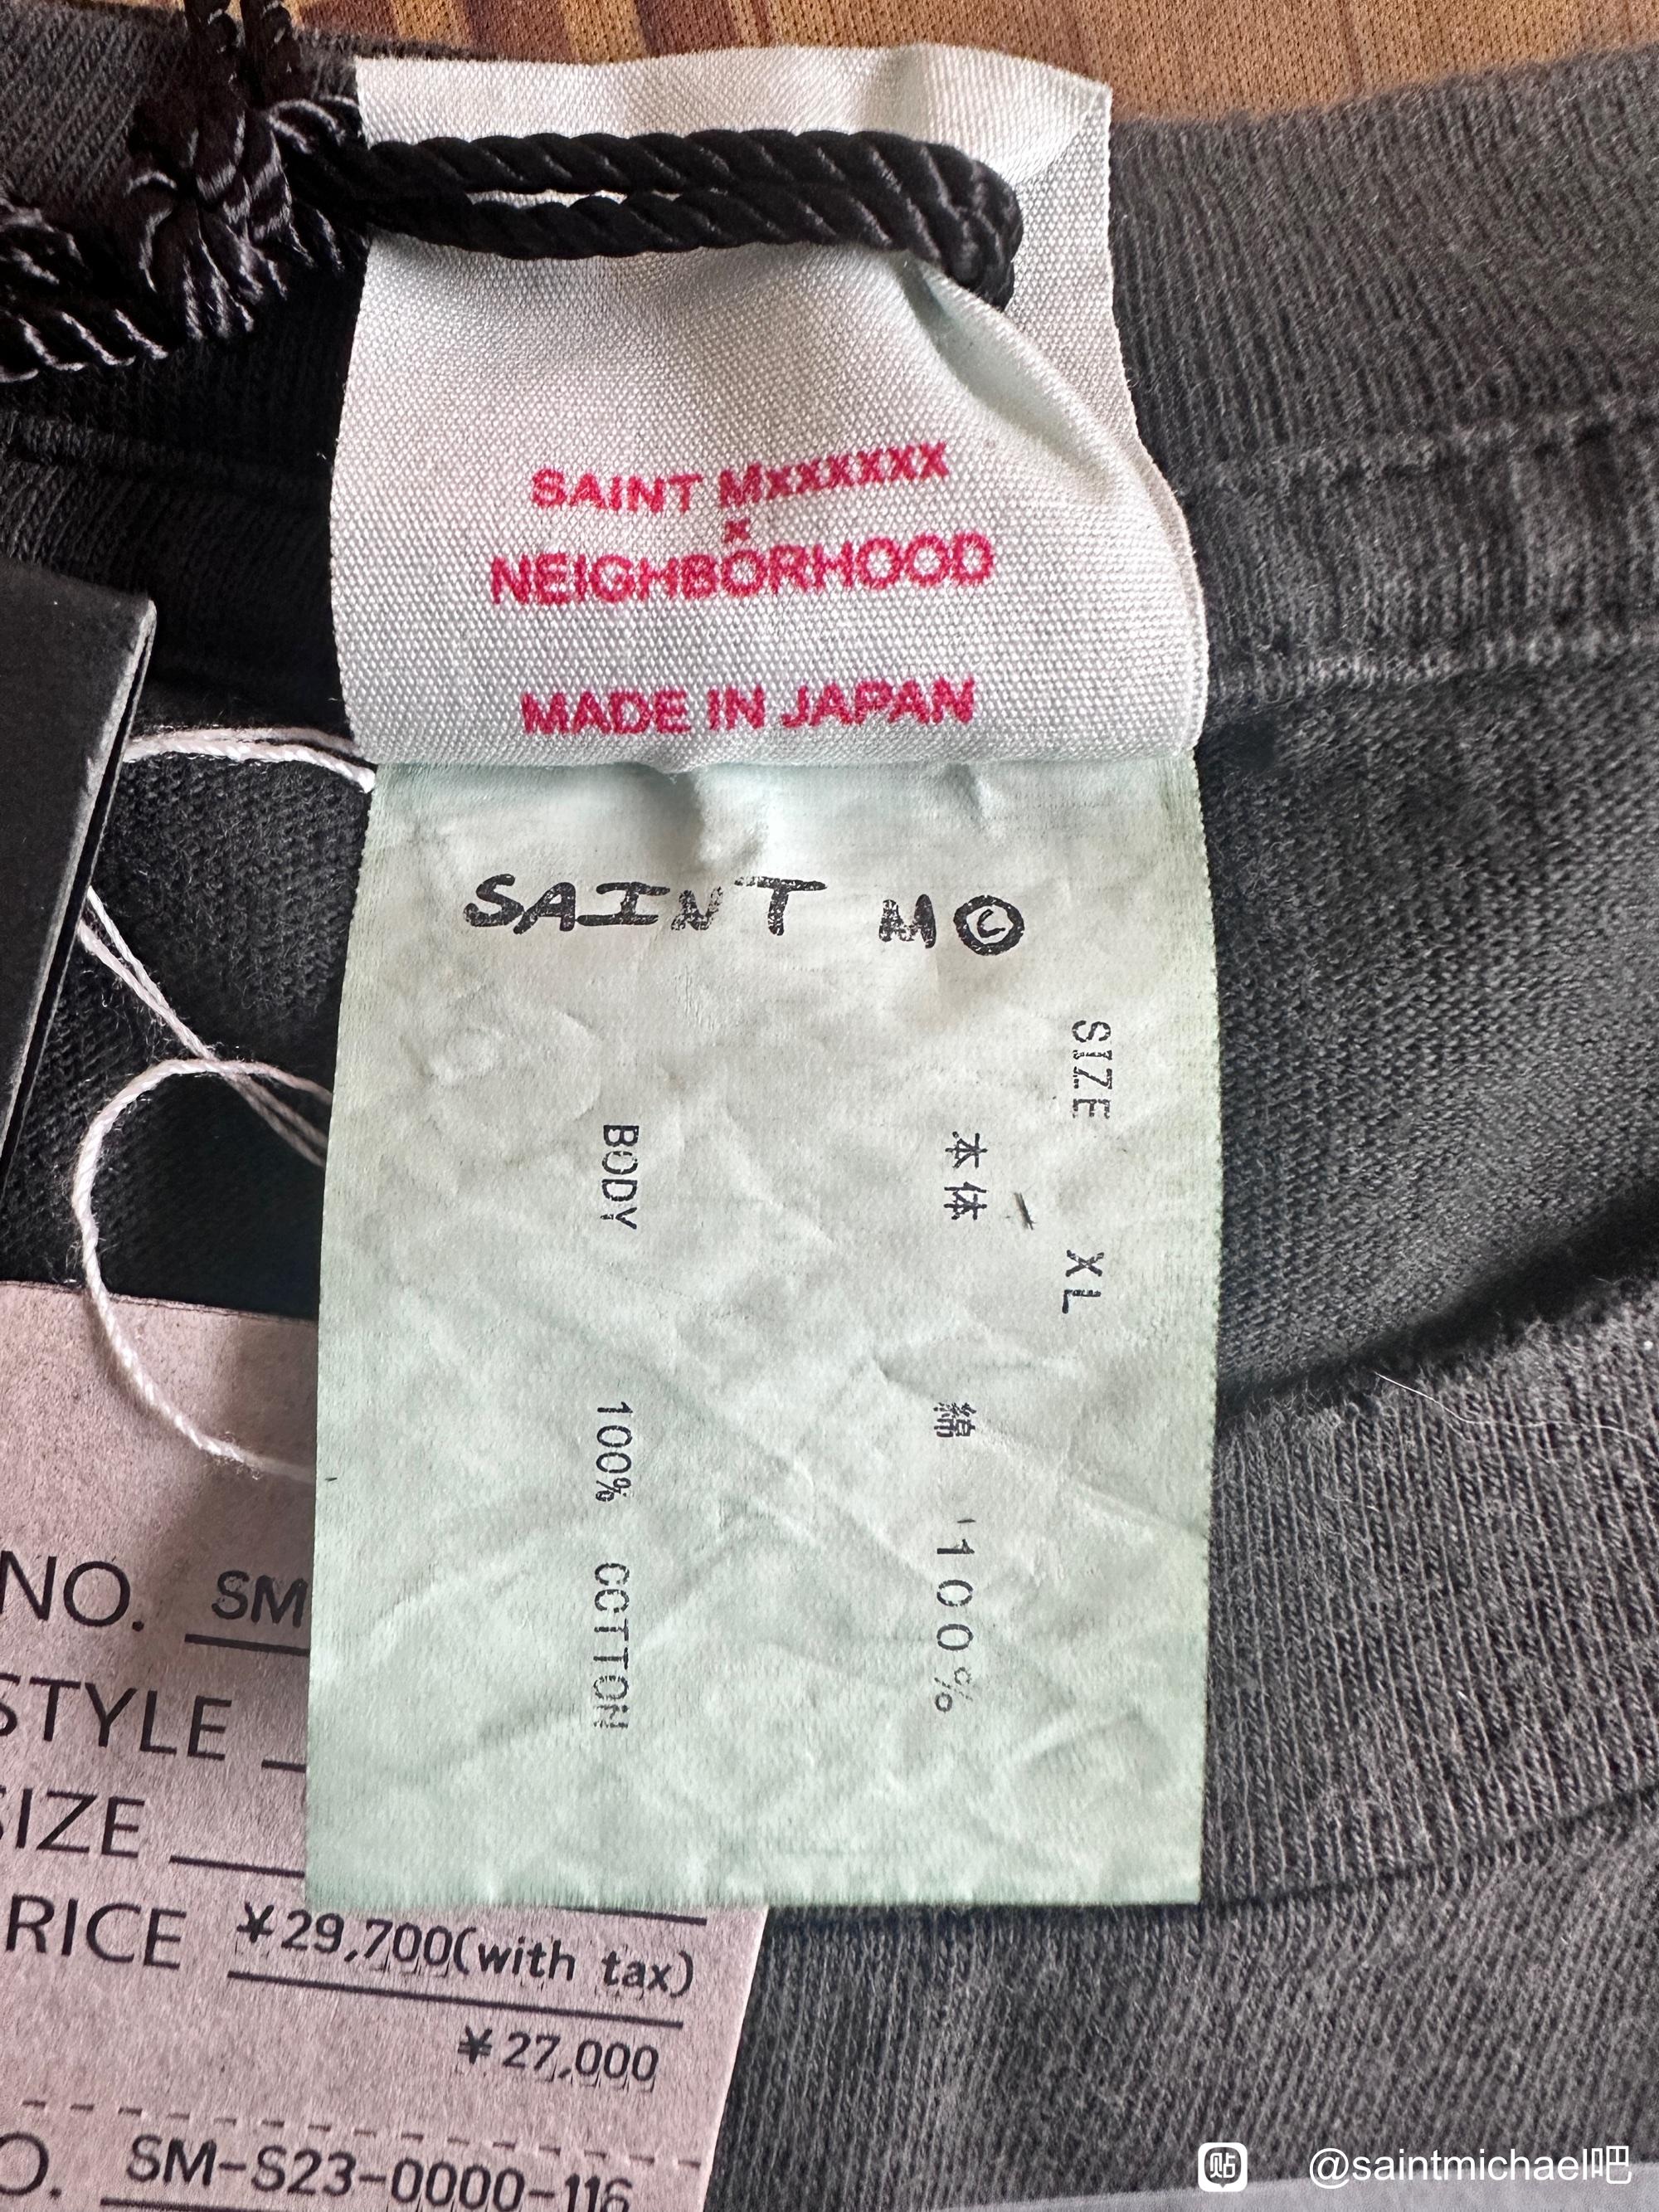 SAINT Mxxxxxx
×
NEIGHBORHOOD
MADE IN JAPAN
SAINT M©
SIZE XL
本体 綿 100%
BODY 100% COTTON
NO. SM
STYLE
SIZE
RICE ¥29,700(with tax)
¥27,000
O. SM-S23-0000-116
贴 @saintmichael吧